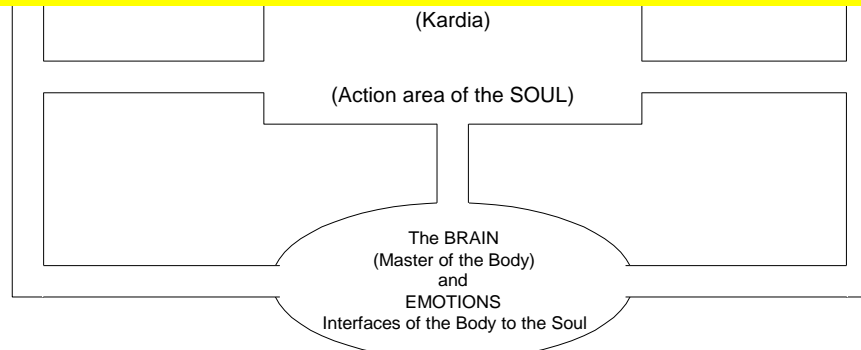 (Kardia)
(Action area of the SOUL)
The BRAIN
(Master of the Body)
and
EMOTIONS
Interfaces of the Body to the Soul